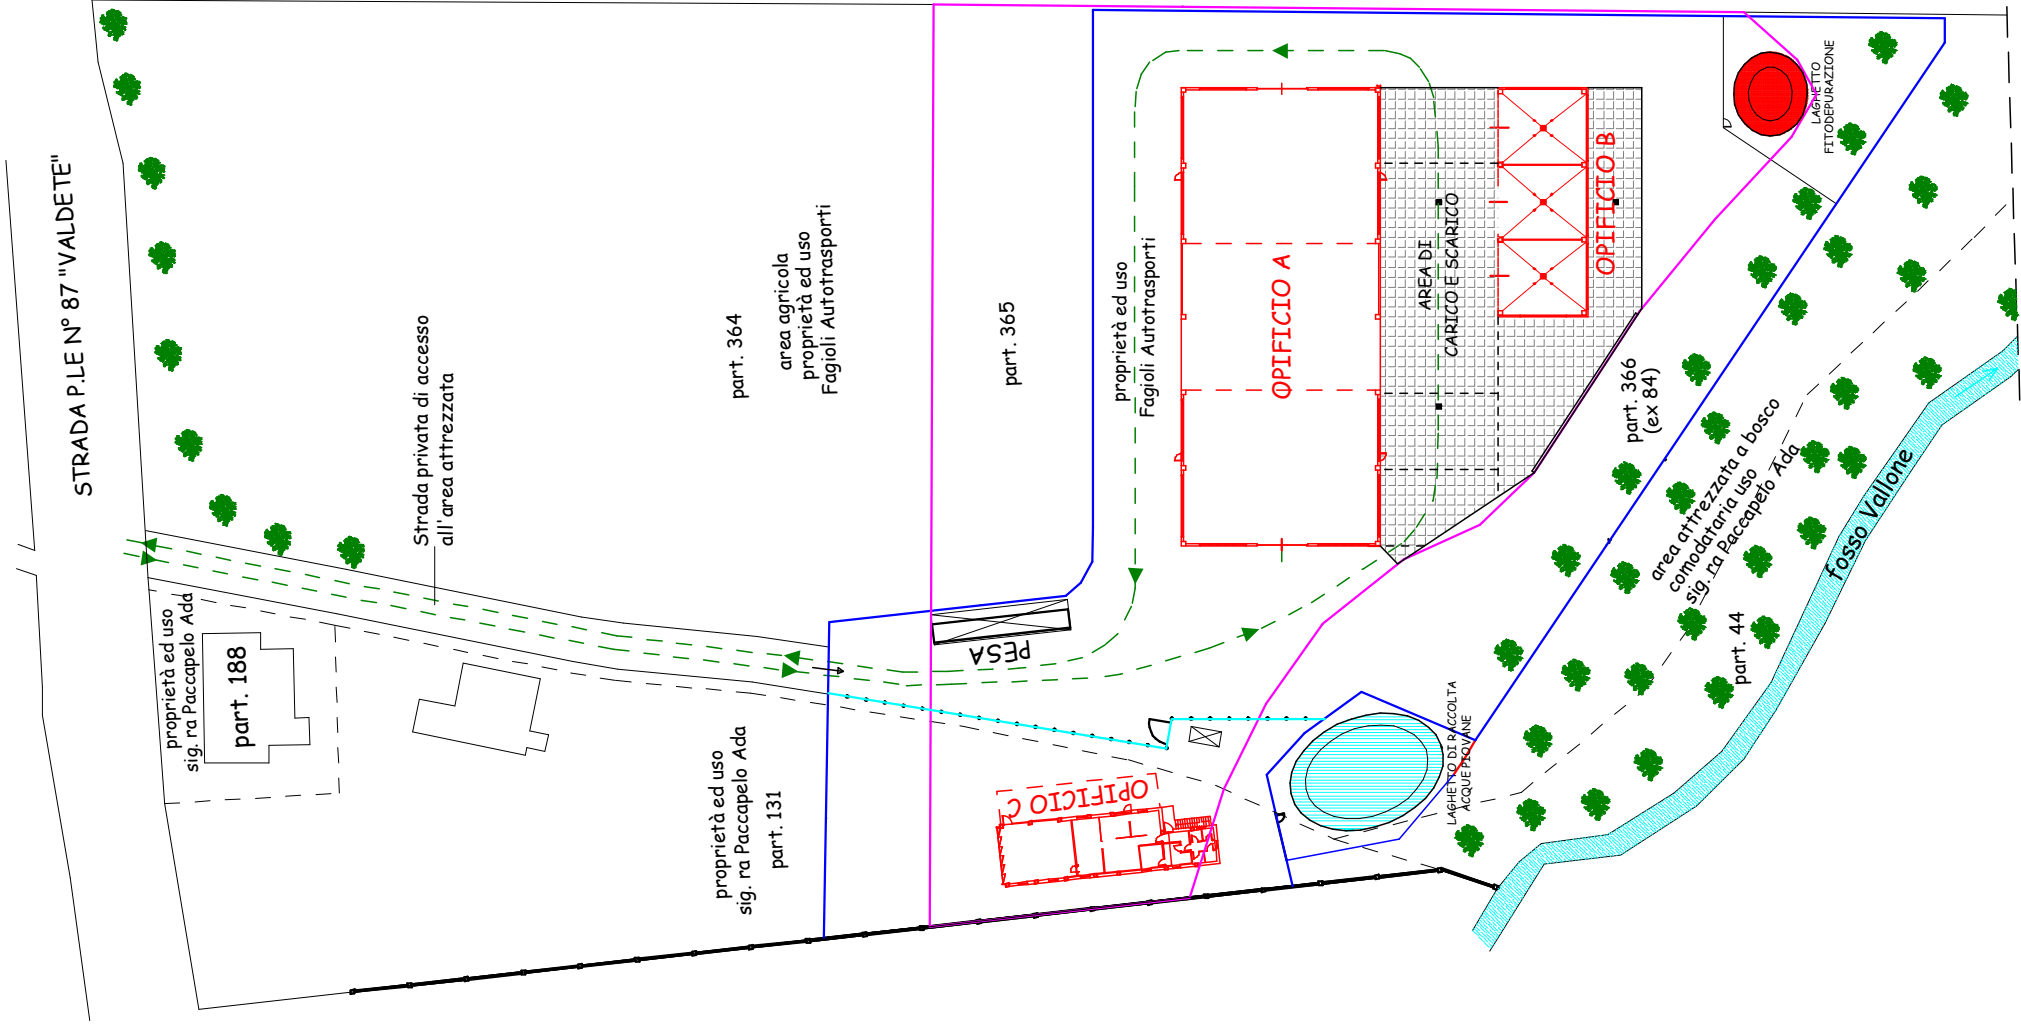 STRADA P.LE N° 87 "VALDETE"
Strada privata di accesso
all'area attrezzata
proprietà ed uso
sig. ra Paccapelo Ada
part. 188
part. 364
area agricola
proprietà ed uso
Fagioli Autotrasporti
part. 365
proprietà ed uso
Fagioli Autotrasporti
OPIFICIO A
AREA DI
CARICO E SCARICO
OPIFICIO B
LAGHETTO
FITODEPURAZIONE
part. 366
(ex 84)
area attrezzata a bosco
comodataria uso
sig. ra Paccapelo Ada
fosso Vallone
part. 44
PESA
proprietà ed uso
sig. ra Paccapelo Ada
part. 131
OPIFICIO C
LAGHETTO DI RACCOLTA
ACQUE PIOVANE